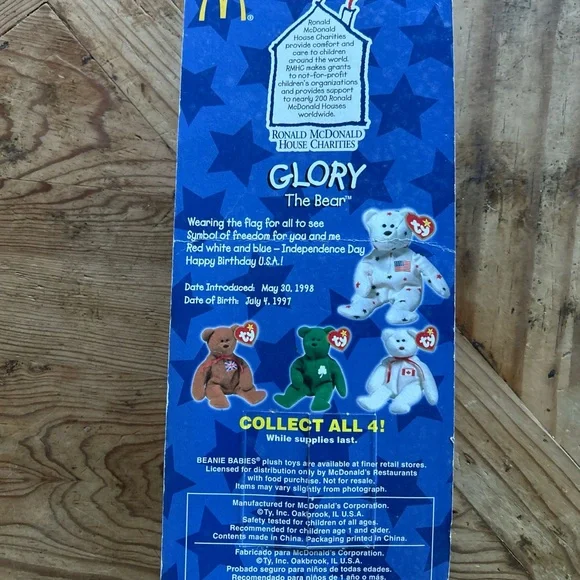 M®
Ronald
McDonald
House Charities
provide comfort and
care to children
around the world.
RMHC makes grants
to not-for-profit
children's organizations
and provides support
to nearly 200 Ronald
McDonald Houses
worldwide.
RONALD MCDONALD
HOUSE CHARITIES
GLORY
The Bear™
Wearing the flag for all to see
Symbol of freedom for you and me
Red white and blue – Independence Day
Happy Birthday U.S.A.!
Date Introduced: May 30, 1998
Date of Birth: July 4, 1997
ty
ty
ty
ty
COLLECT ALL 4!
While supplies last.
BEANIE BABIES® plush toys are available at finer retail stores.
Licensed for distribution only by McDonald's Restaurants
with food purchase. Not for resale.
Items may vary slightly from photograph.
Manufactured for McDonald's Corporation.
©Ty, Inc. Oakbrook, IL U.S.A.
Safety tested for children of all ages.
Recommended for children age 1 and older.
Contents made in China. Packaging printed in China.
Fabricado para McDonald's Corporation.
©Ty, Inc. Oakbrook, IL U.S.A.
Probado seguro para niños de todas edades.
Recomendado para niños de 1 año o más.